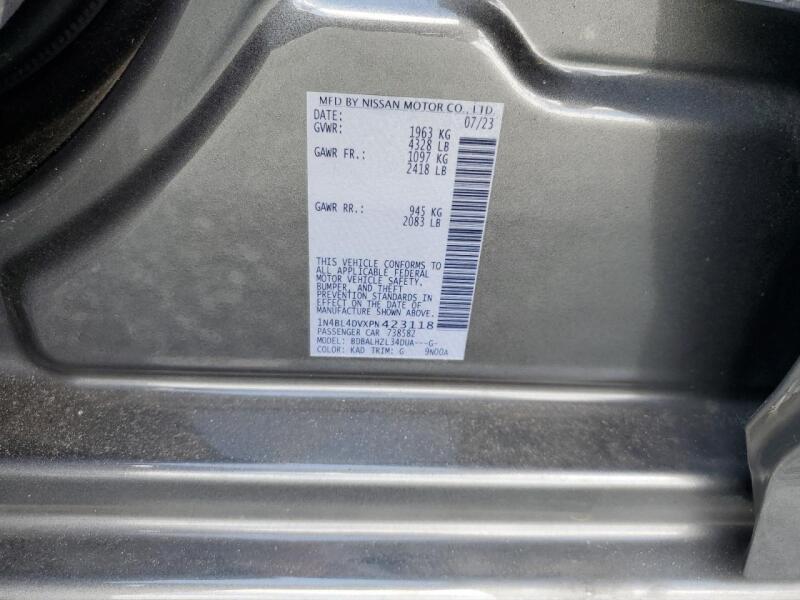 MFD BY NISSAN MOTOR CO., LTD.
DATE: 07/23
GVWR: 1963 KG
4328 LB
GAWR FR.: 1097 KG
2418 LB
GAWR RR.: 945 KG
2083 LB
THIS VEHICLE CONFORMS TO
ALL APPLICABLE FEDERAL
MOTOR VEHICLE SAFETY,
BUMPER, AND THEFT
PREVENTION STANDARDS IN
EFFECT ON THE DATE OF
MANUFACTURE SHOWN ABOVE.
1N4BL4DVXPN423118
PASSENGER CAR 738582
MODEL: BDBALHZL34DUA---G-
COLOR: KAD TRIM: G 9N00A